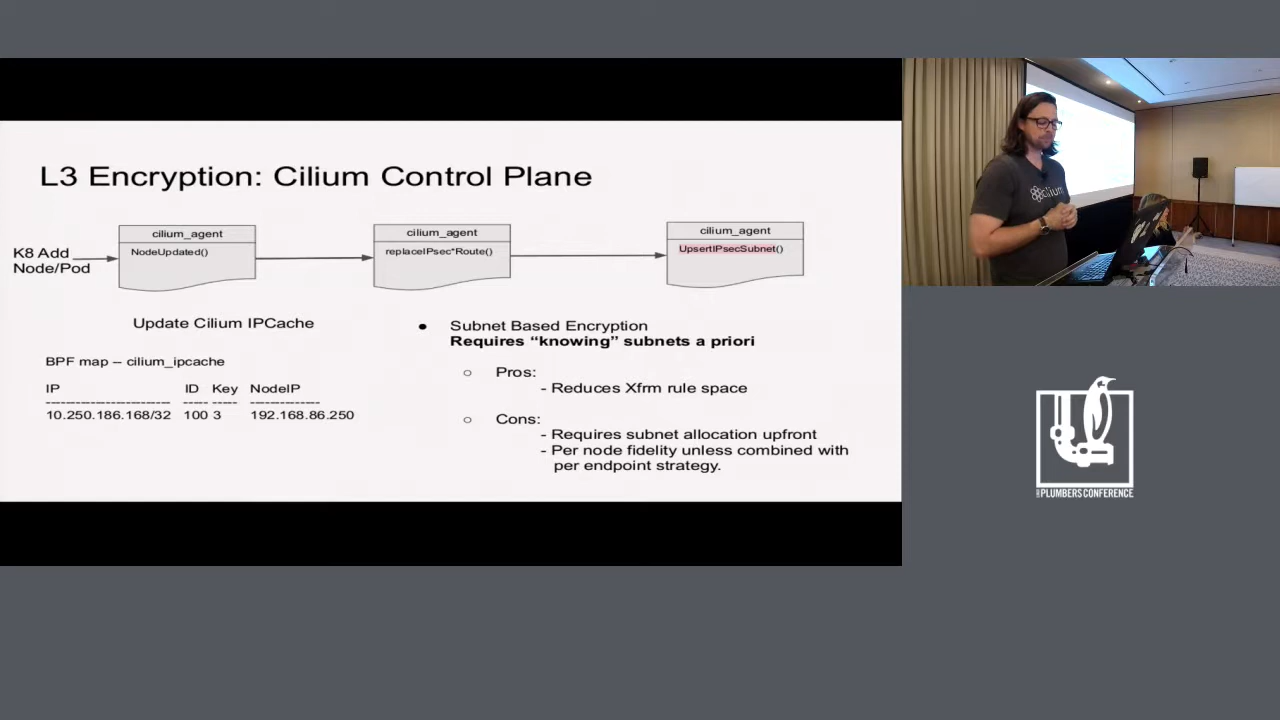 L3 Encryption: Cilium Control Plane
K8 Add
Node/Pod
cilium_agent
NodeUpdated()
cilium_agent
replaceIPsec*Route()
cilium_agent
UpsertIPsecSubnet()
Update Cilium IPCache
BPF map -- cilium_ipcache
IP ID Key NodeIP
------------------------- ----- ----- --------------
10.250.186.168/32 100 3 192.168.86.250
● Subnet Based Encryption
Requires “knowing” subnets a priori
○ Pros:
- Reduces Xfrm rule space
○ Cons:
- Requires subnet allocation upfront
- Per node fidelity unless combined with
per endpoint strategy.
cilium
PLUMBERS CONFERENCE